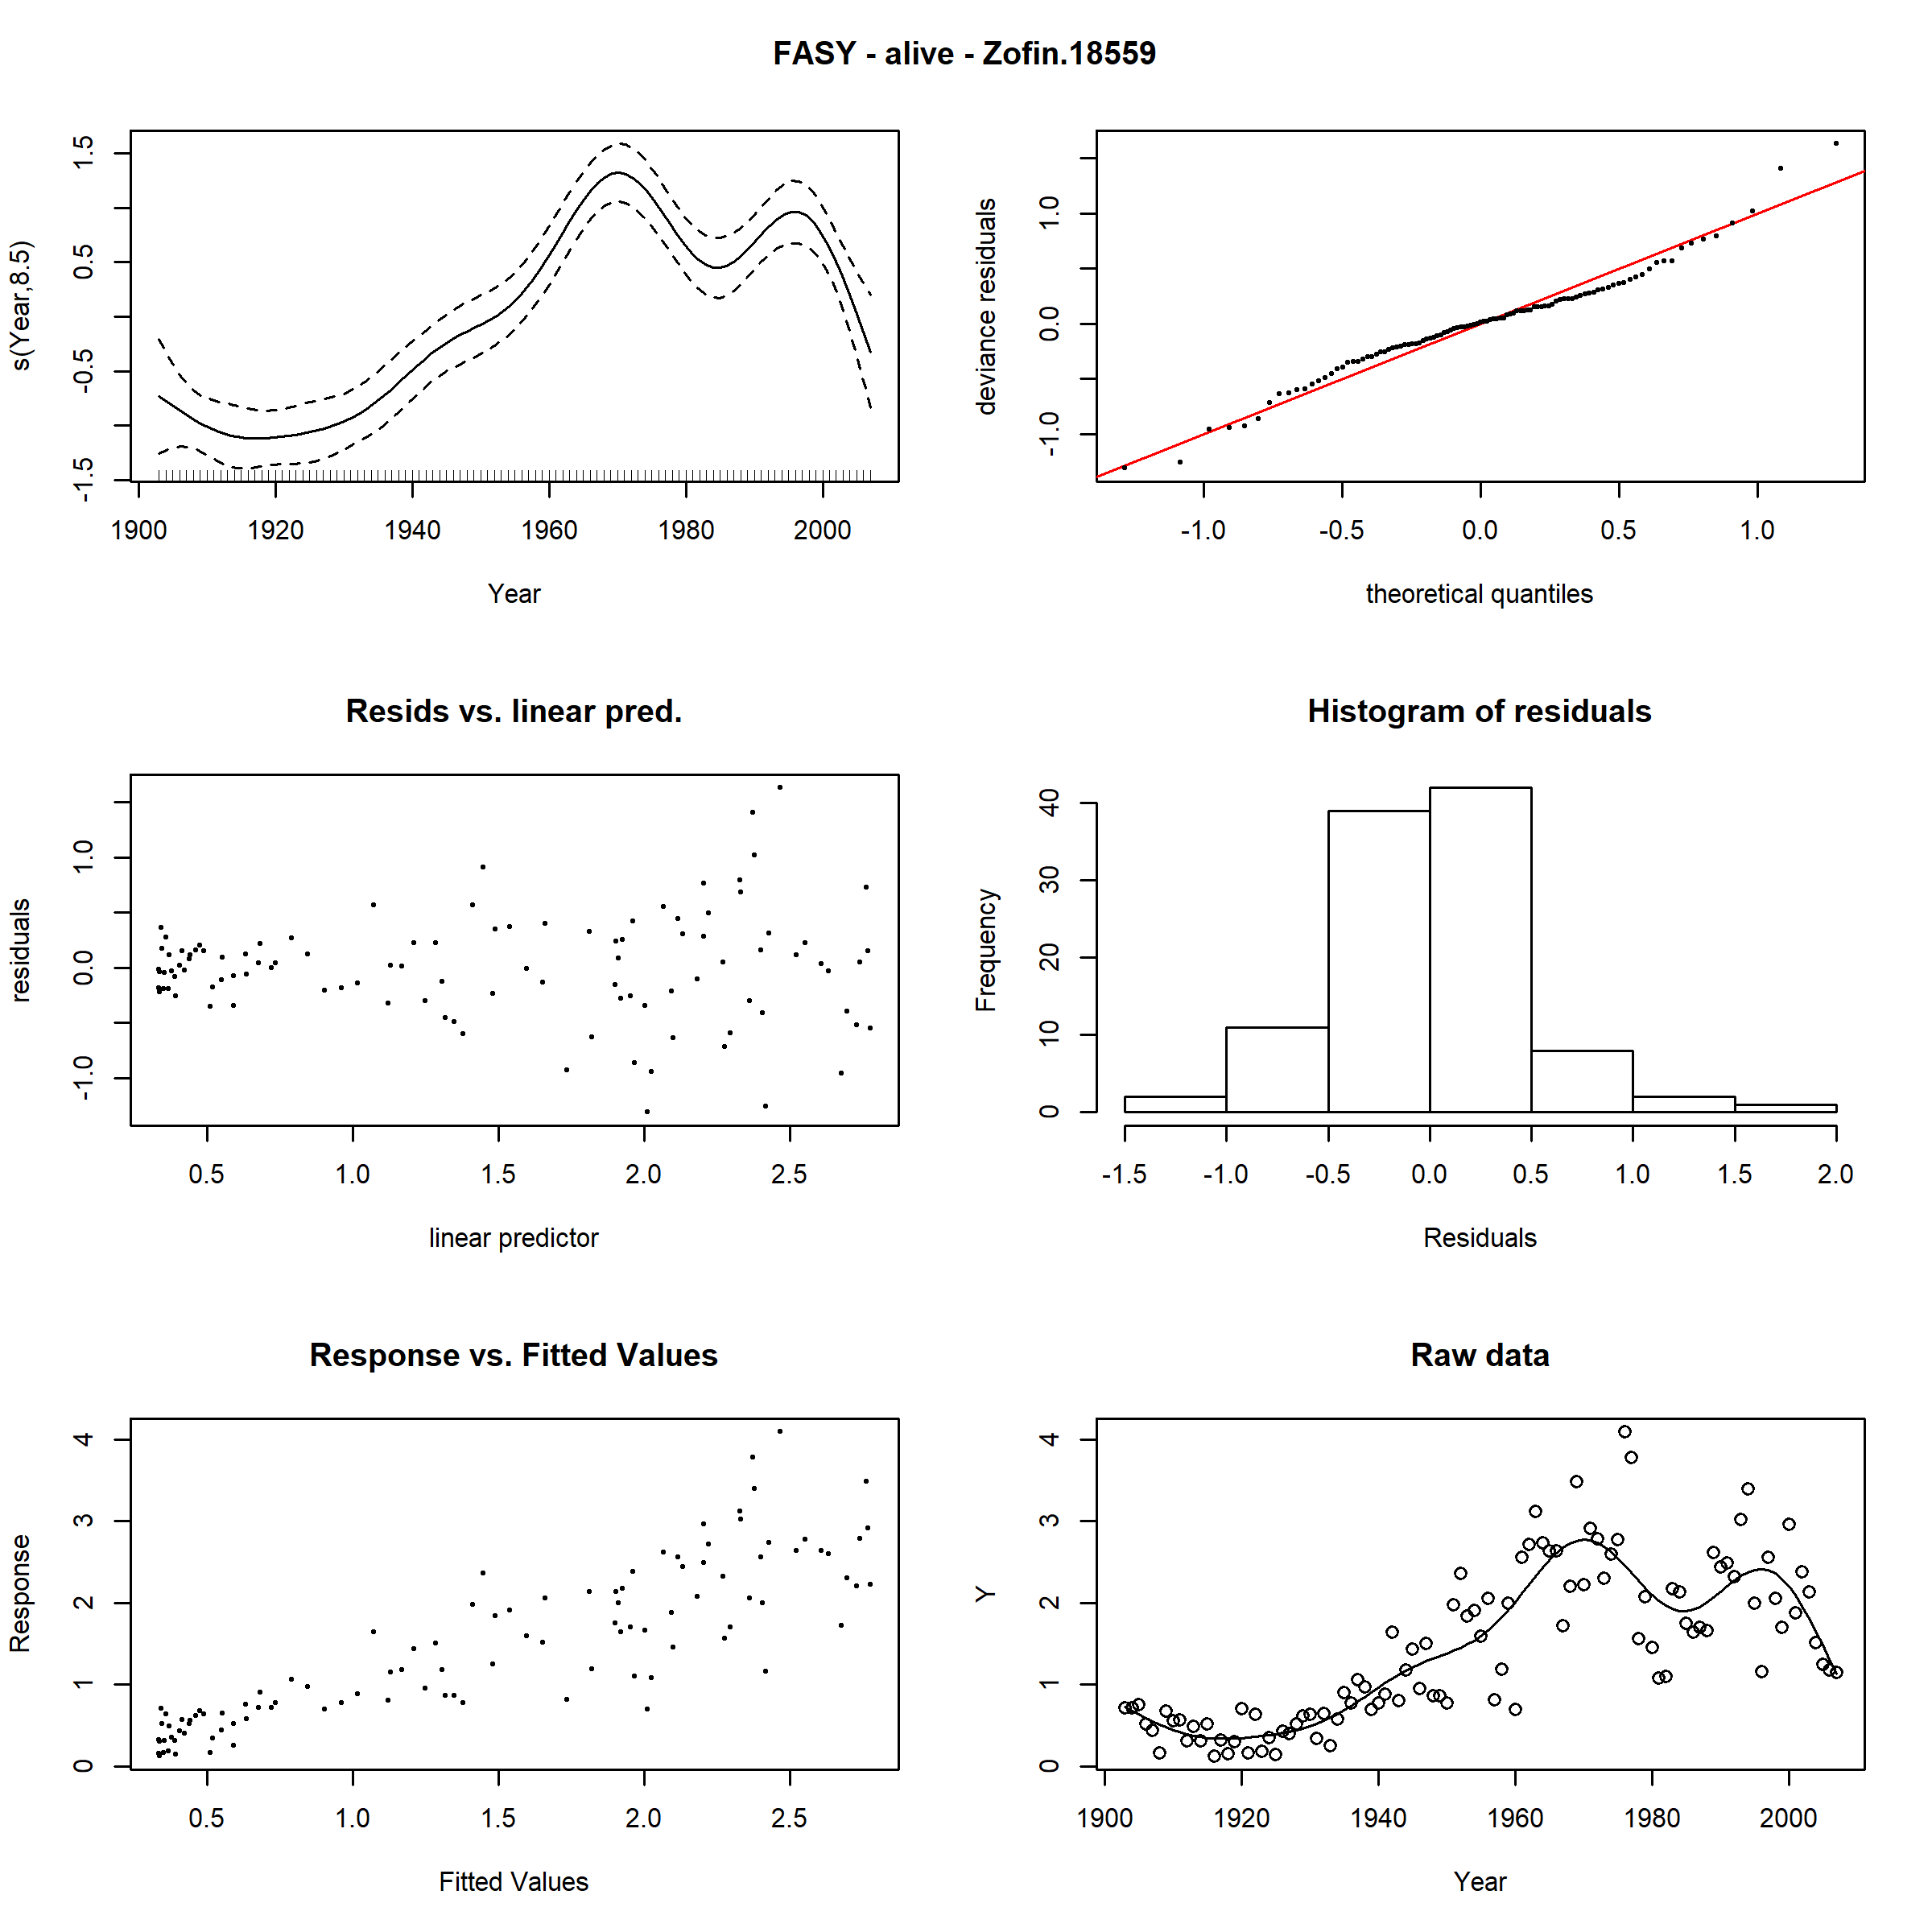 FASY - alive - Zofin.18559
s(Year,8.5)
1.5
0.5
-0.5
-1.5
1900 1920 1940 1960 1980 2000
Year
deviance residuals
1.0
0.0
-1.0
-1.0 -0.5 0.0 0.5 1.0
theoretical quantiles
Resids vs. linear pred.
residuals
1.0
0.0
-1.0
0.5 1.0 1.5 2.0 2.5
linear predictor
Histogram of residuals
Frequency
40
30
20
10
0
-1.5 -1.0 -0.5 0.0 0.5 1.0 1.5 2.0
Residuals
Response vs. Fitted Values
Response
4
3
2
1
0
0.5 1.0 1.5 2.0 2.5
Fitted Values
Raw data
Y
4
3
2
1
0
1900 1920 1940 1960 1980 2000
Year